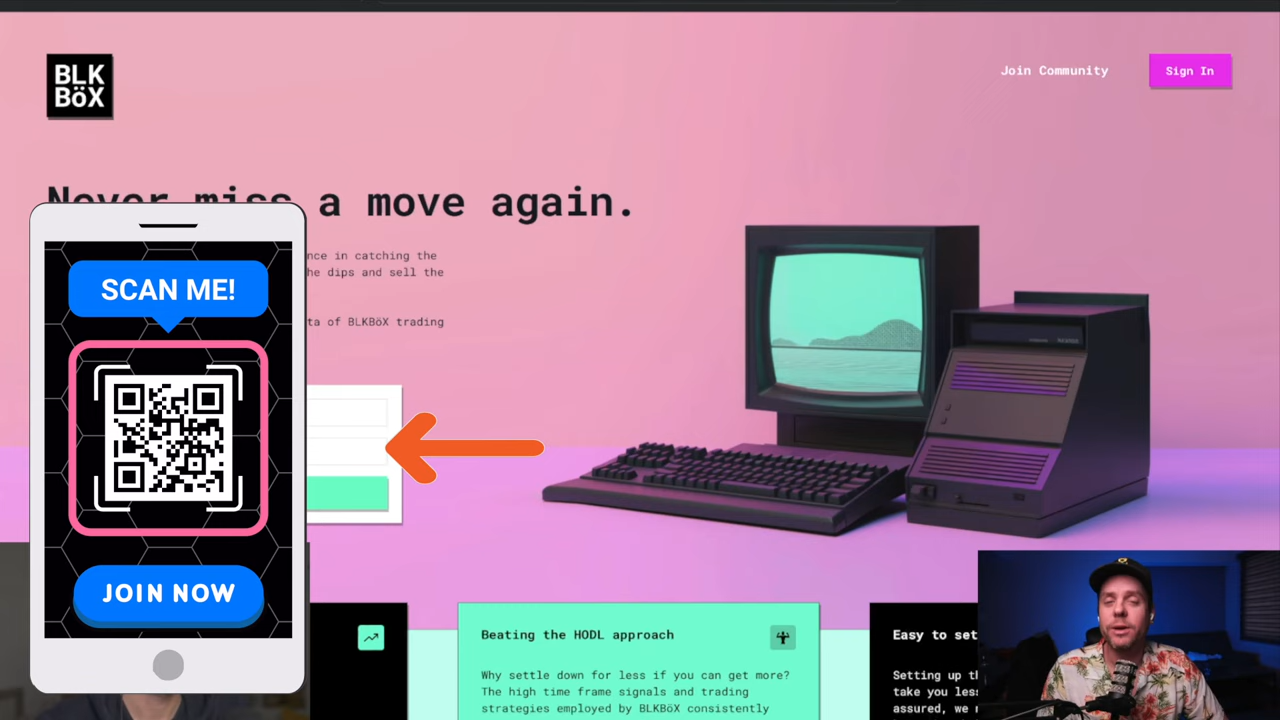 BLK
BöX
Join Community
Sign In
Never miss a move again.
nce in catching the
he dips and sell the
ta of BLKBöX trading
SCAN ME!
JOIN NOW
Beating the HODL approach
Why settle down for less if you can get more?
The high time frame signals and trading
strategies employed by BLKBöX consistently
Easy to set
Setting up th
take you less
assured, we